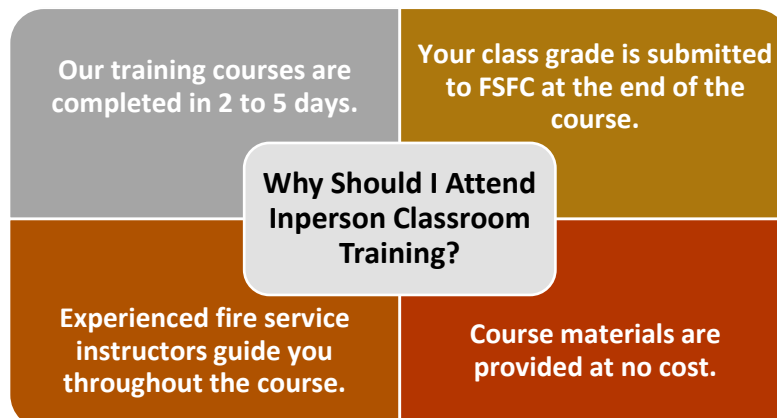 Our training courses are
completed in 2 to 5 days.
Your class grade is submitted
to FSFC at the end of the
course.
Why Should I Attend
Inperson Classroom
Training?
Experienced fire service
instructors guide you
throughout the course.
Course materials are
provided at no cost.